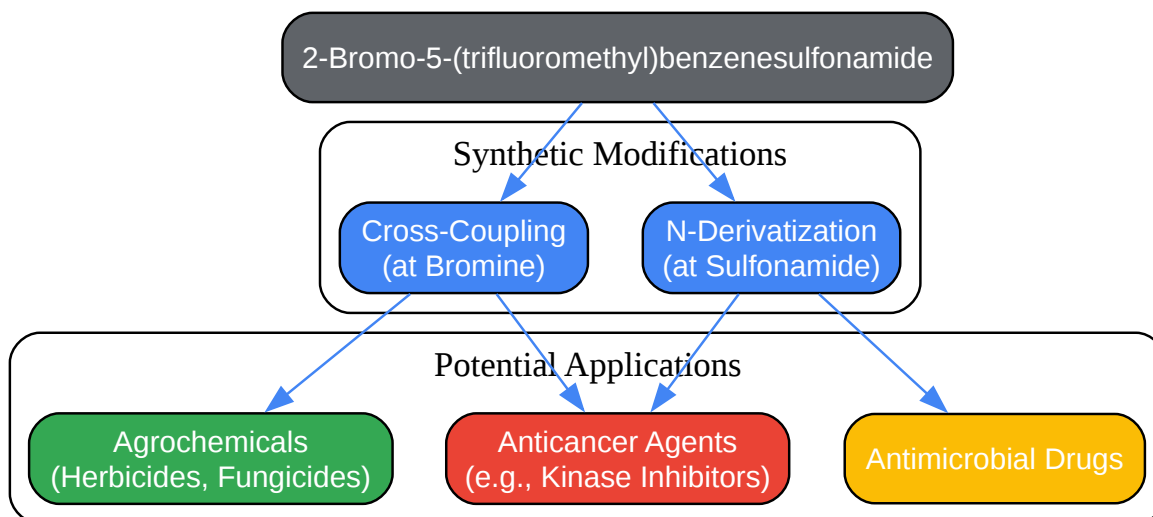 2-Bromo-5-(trifluoromethyl)benzenesulfonamide
Synthetic Modifications
Cross-Coupling
(at Bromine)
N-Derivatization
(at Sulfonamide)
Potential Applications
Agrochemicals
(Herbicides, Fungicides)
Anticancer Agents
(e.g., Kinase Inhibitors)
Antimicrobial Drugs